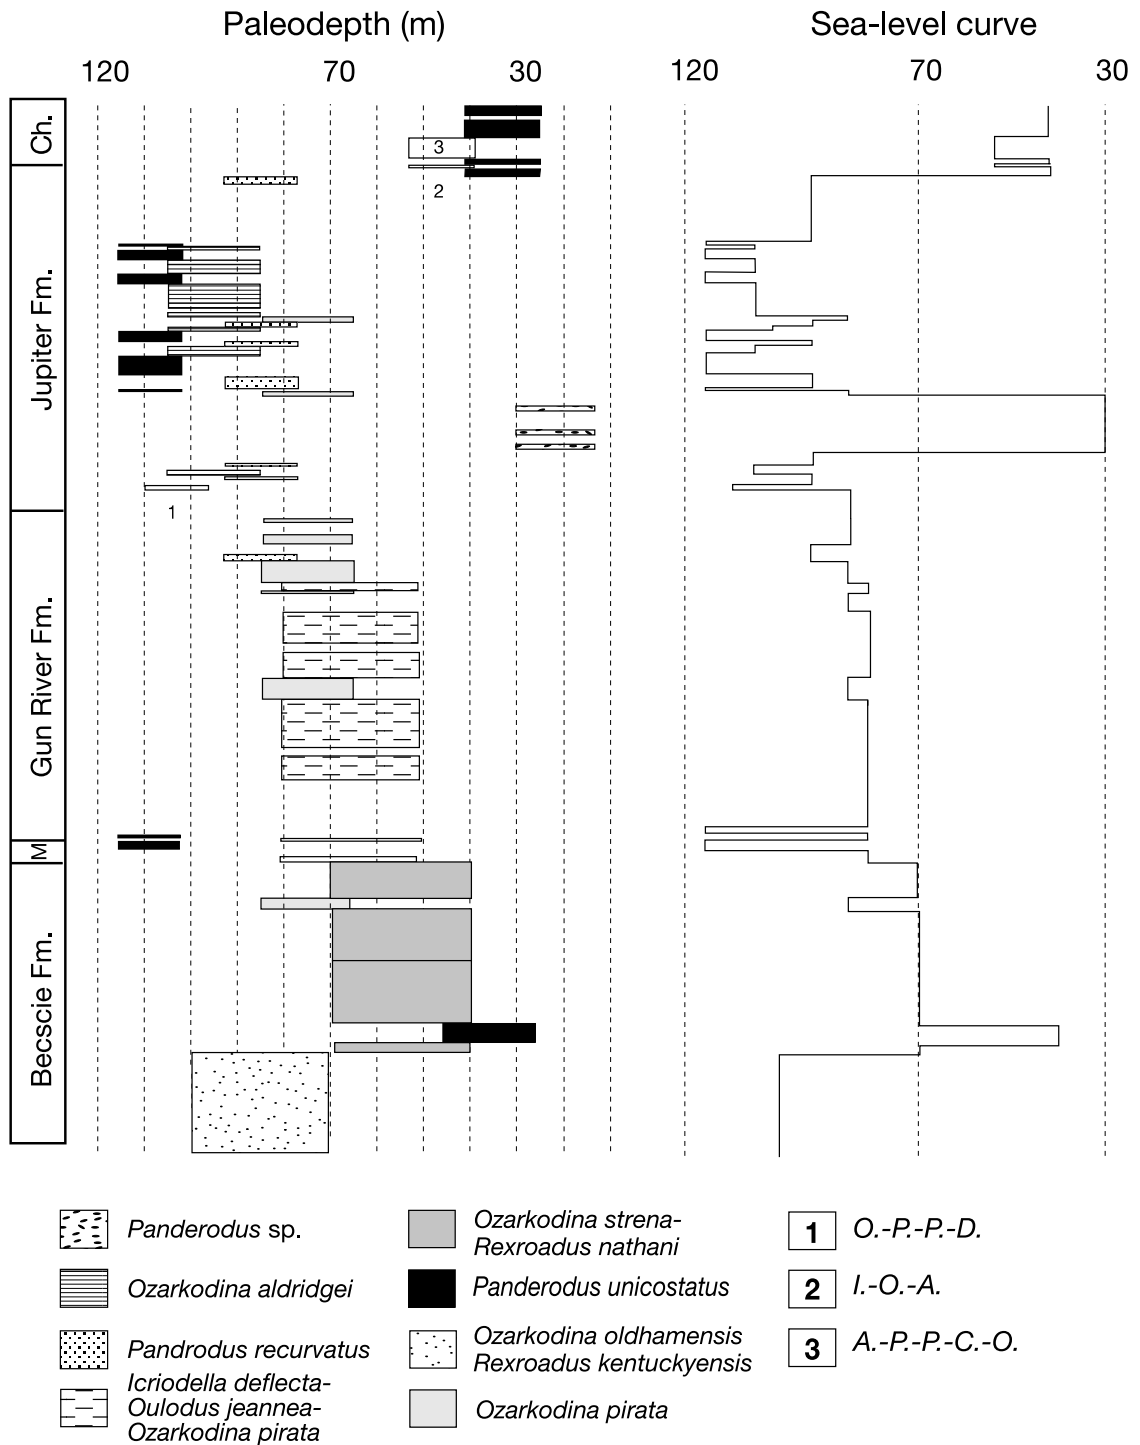 Paleodepth (m) Sea-level curve
120 70 30 120 70 30
Ch.
3
2
Jupiter Fm.
1
Gun River Fm.
M
Becscie Fm.
Panderodus sp.
Ozarkodina aldridgei
Pandrodus recurvatus
Icriodella deflecta-
Oulodus jeannea-
Ozarkodina pirata
Ozarkodina strena-
Rexroadus nathani
Panderodus unicostatus
Ozarkodina oldhamensis
Rexroadus kentuckyensis
Ozarkodina pirata
1 O.-P.-P.-D.
2 I.-O.-A.
3 A.-P.-P.-C.-O.